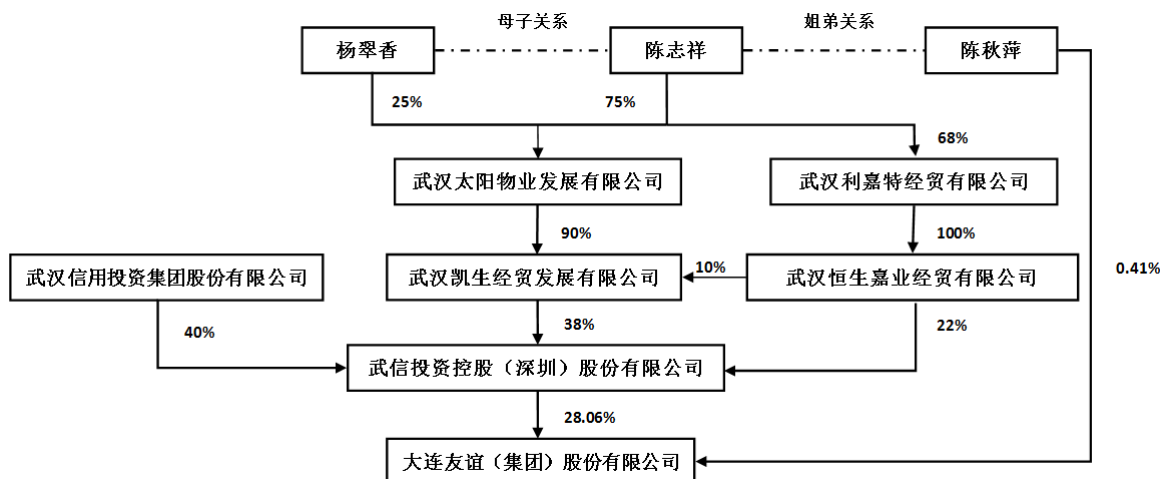 母子关系
姐弟关系
杨翠香
陈志祥
陈秋萍
25%
75%
68%
武汉太阳物业发展有限公司
武汉利嘉特经贸有限公司
90%
100%
武汉信用投资集团股份有限公司
武汉凯生经贸发展有限公司
10%
武汉恒生嘉业经贸有限公司
0.41%
40%
38%
22%
武信投资控股（深圳）股份有限公司
28.06%
大连友谊（集团）股份有限公司